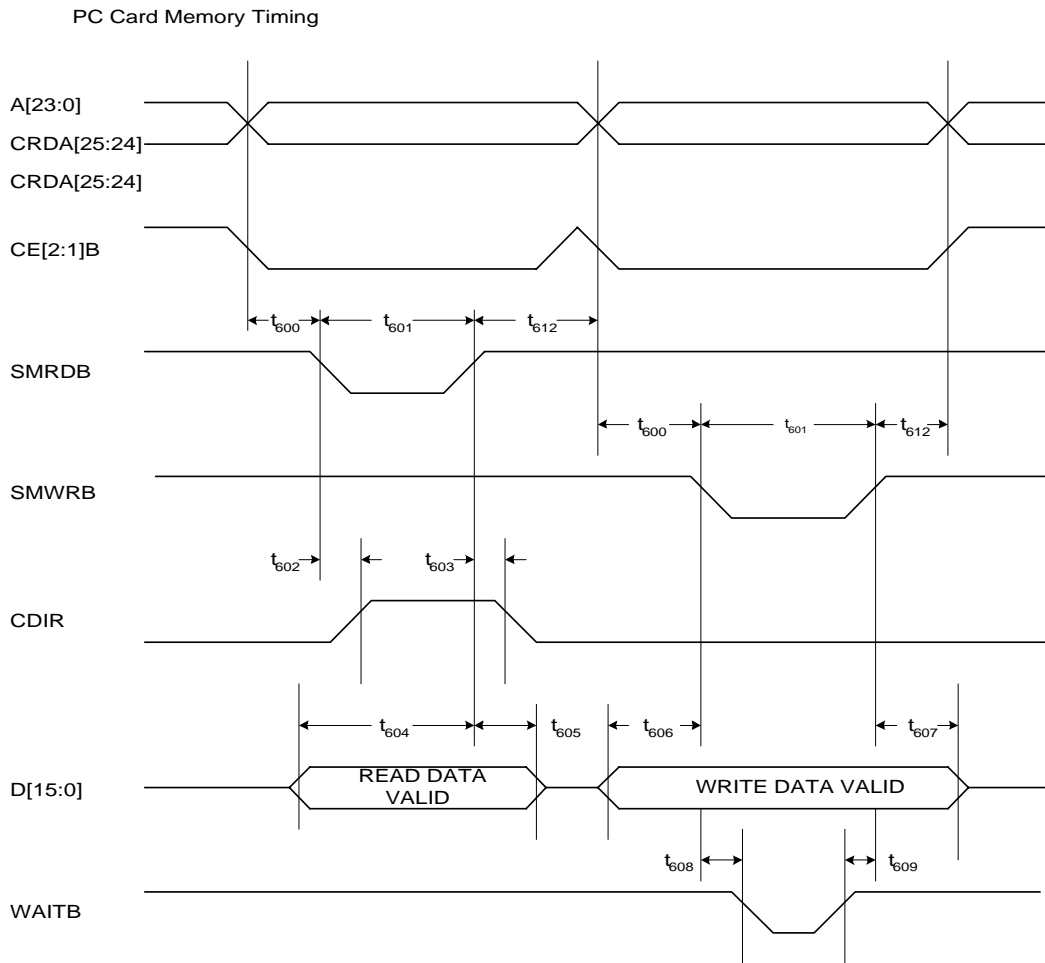 PC Card Memory Timing
A[23:0]
CRDA[25:24]
CRDA[25:24]
CE[2:1]B
t600 t601 t612
SMRDB
t600 t601 t612
SMWRB
t602 t603
CDIR
t604 t605 t606 t607
D[15:0]
READ DATA
VALID
WRITE DATA VALID
t608 t609
WAITB